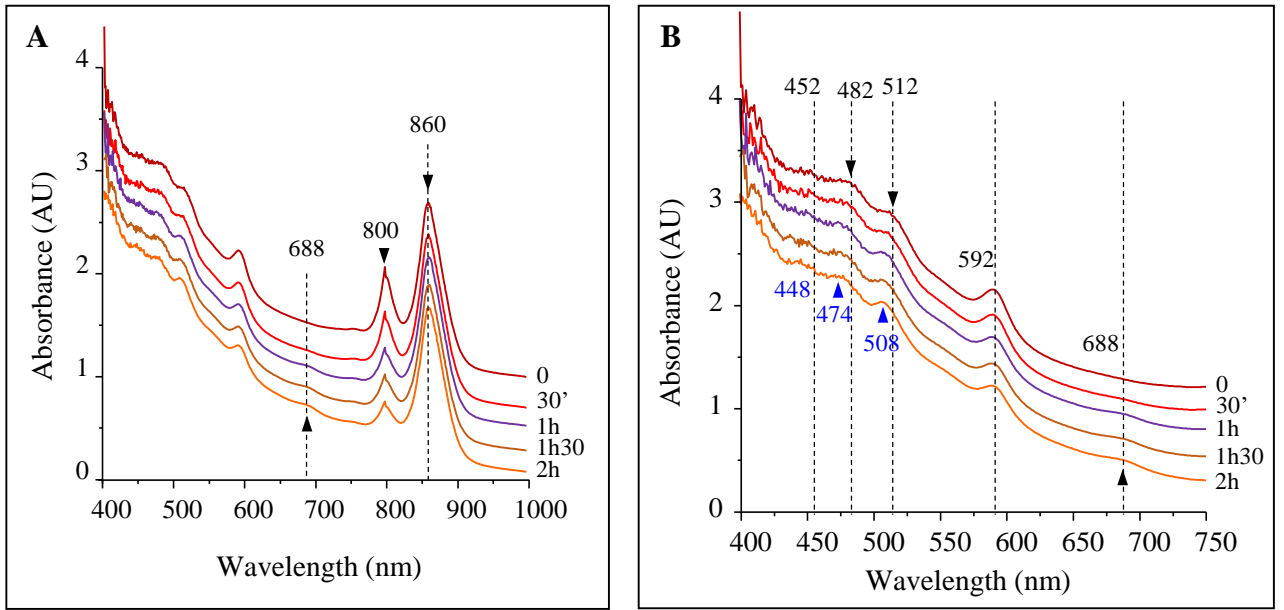 A
Absorbance (AU)
4
3
2
1
0
860
800
688
0
30’
1h
1h30
2h
400 500 600 700 800 900 1000
Wavelength (nm)
B
Absorbance (AU)
4
3
2
1
0
452 482 512
592
688
448
474
508
0
30’
1h
1h30
2h
400 450 500 550 600 650 700 750
Wavelength (nm)